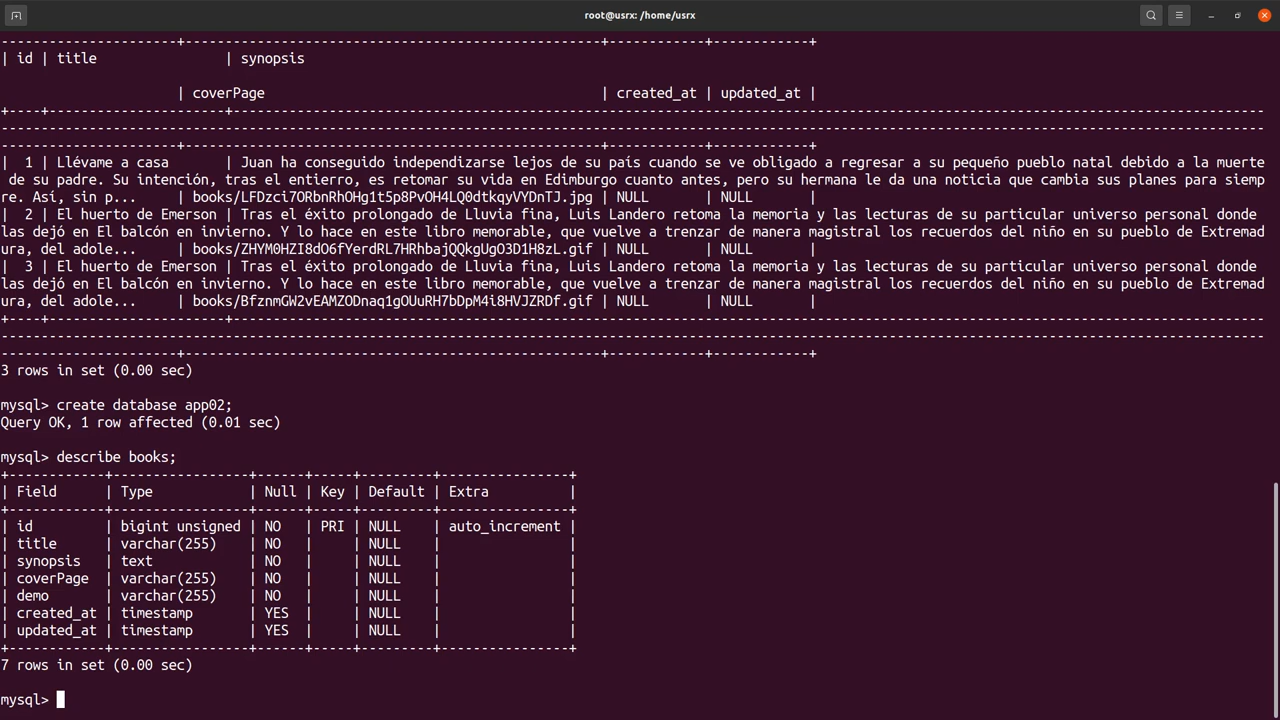 root@usrx: /home/usrx
----------------------+----------------------------------------------------+------------+------------+
| id | title                | synopsis
                      | coverPage                                          | created_at | updated_at |
+----+----------------------+---------------------------------------------------------------------------------------------------------------------------------
--------------------------------------------------------------------------------------------------------------------------------------------------------------
----------------------+----------------------------------------------------+------------+------------+
|  1 | Llévame a casa       | Juan ha conseguido independizarse lejos de su país cuando se ve obligado a regresar a su pequeño pueblo natal debido a la muerte
 de su padre. Su intención, tras el entierro, es retomar su vida en Edimburgo cuanto antes, pero su hermana le da una noticia que cambia sus planes para siemp
re. Así, sin p...     | books/LFDzci7ORbnRhOHg1t5p8PvOH4LQ0dtkqyVYDnTJ.jpg | NULL       | NULL       |
|  2 | El huerto de Emerson | Tras el éxito prolongado de Lluvia fina, Luis Landero retoma la memoria y las lecturas de su particular universo personal donde
las dejó en El balcón en invierno. Y lo hace en este libro memorable, que vuelve a trenzar de manera magistral los recuerdos del niño en su pueblo de Extremad
ura, del adole...     | books/ZHYM0HZI8dO6fYerdRL7HRhbajQQkgUgO3D1H8zL.gif | NULL       | NULL       |
|  3 | El huerto de Emerson | Tras el éxito prolongado de Lluvia fina, Luis Landero retoma la memoria y las lecturas de su particular universo personal donde
las dejó en El balcón en invierno. Y lo hace en este libro memorable, que vuelve a trenzar de manera magistral los recuerdos del niño en su pueblo de Extremad
ura, del adole...     | books/BfznmGW2vEAMZODnaq1gOUuRH7bDpM4i8HVJZRDf.gif | NULL       | NULL       |
+----+----------------------+---------------------------------------------------------------------------------------------------------------------------------
--------------------------------------------------------------------------------------------------------------------------------------------------------------
----------------------+----------------------------------------------------+------------+------------+
3 rows in set (0.00 sec)
mysql> create database app02;
Query OK, 1 row affected (0.01 sec)
mysql> describe books;
+------------+-----------------+------+-----+---------+----------------+
| Field      | Type            | Null | Key | Default | Extra          |
+------------+-----------------+------+-----+---------+----------------+
| id         | bigint unsigned | NO   | PRI | NULL    | auto_increment |
| title      | varchar(255)    | NO   |     | NULL    |                |
| synopsis   | text            | NO   |     | NULL    |                |
| coverPage  | varchar(255)    | NO   |     | NULL    |                |
| demo       | varchar(255)    | NO   |     | NULL    |                |
| created_at | timestamp       | YES  |     | NULL    |                |
| updated_at | timestamp       | YES  |     | NULL    |                |
+------------+-----------------+------+-----+---------+----------------+
7 rows in set (0.00 sec)
mysql>